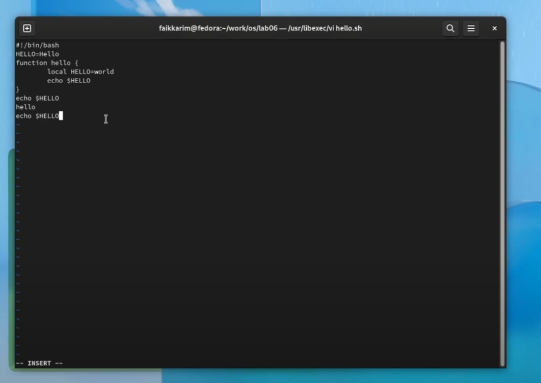 faikkarim@fedora:~/work/os/lab06 — /usr/libexec/vi hello.sh
#!/bin/bash
HELLO=Hello
function hello {
        local HELLO=world
        echo $HELLO
}
echo $HELLO
hello
echo $HELLO
-- INSERT --